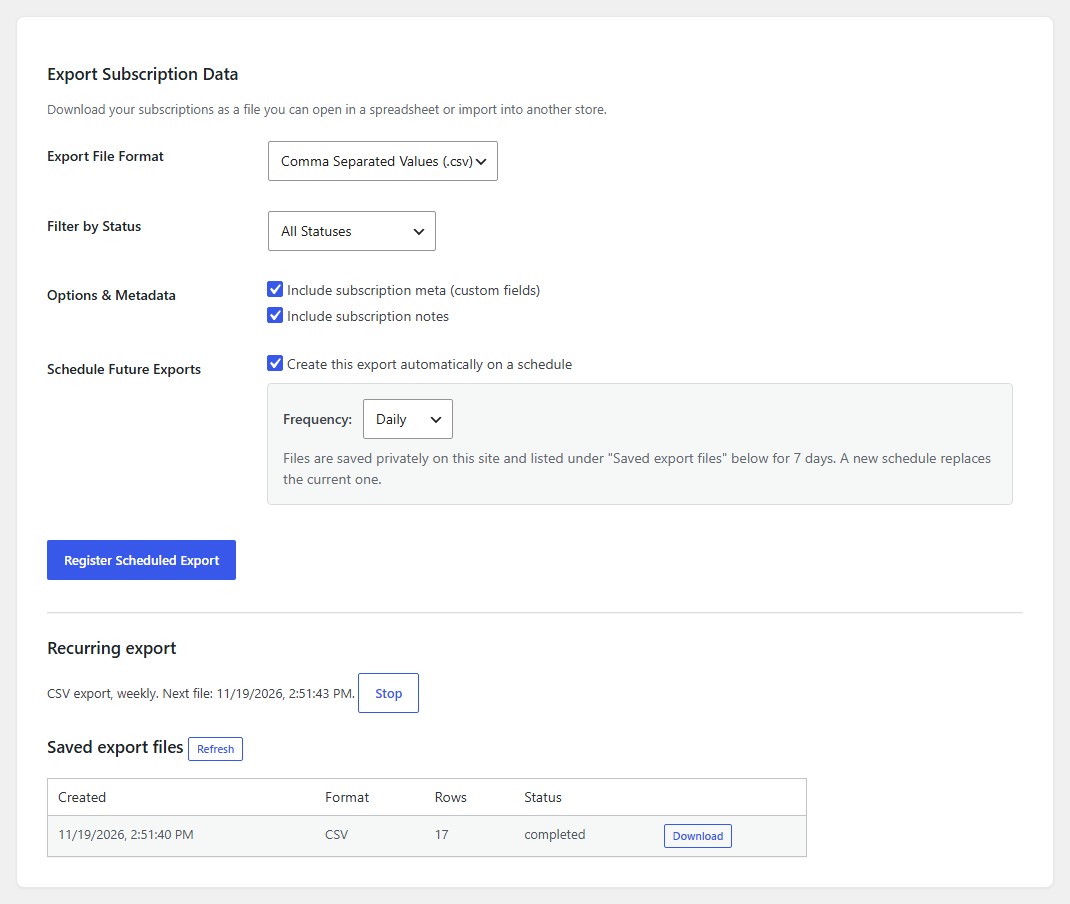 Export Subscription Data
Download your subscriptions as a file you can open in a spreadsheet or import into another store.
Export File Format
Comma Separated Values (.csv)
Filter by Status
All Statuses
Options & Metadata
Include subscription meta (custom fields)
Include subscription notes
Schedule Future Exports
Create this export automatically on a schedule
Frequency: Daily
Files are saved privately on this site and listed under "Saved export files" below for 7 days. A new schedule replaces
the current one.
Register Scheduled Export
Recurring export
CSV export, weekly. Next file: 11/19/2026, 2:51:43 PM. Stop
Saved export files Refresh
Created Format Rows Status
11/19/2026, 2:51:40 PM CSV 17 completed Download